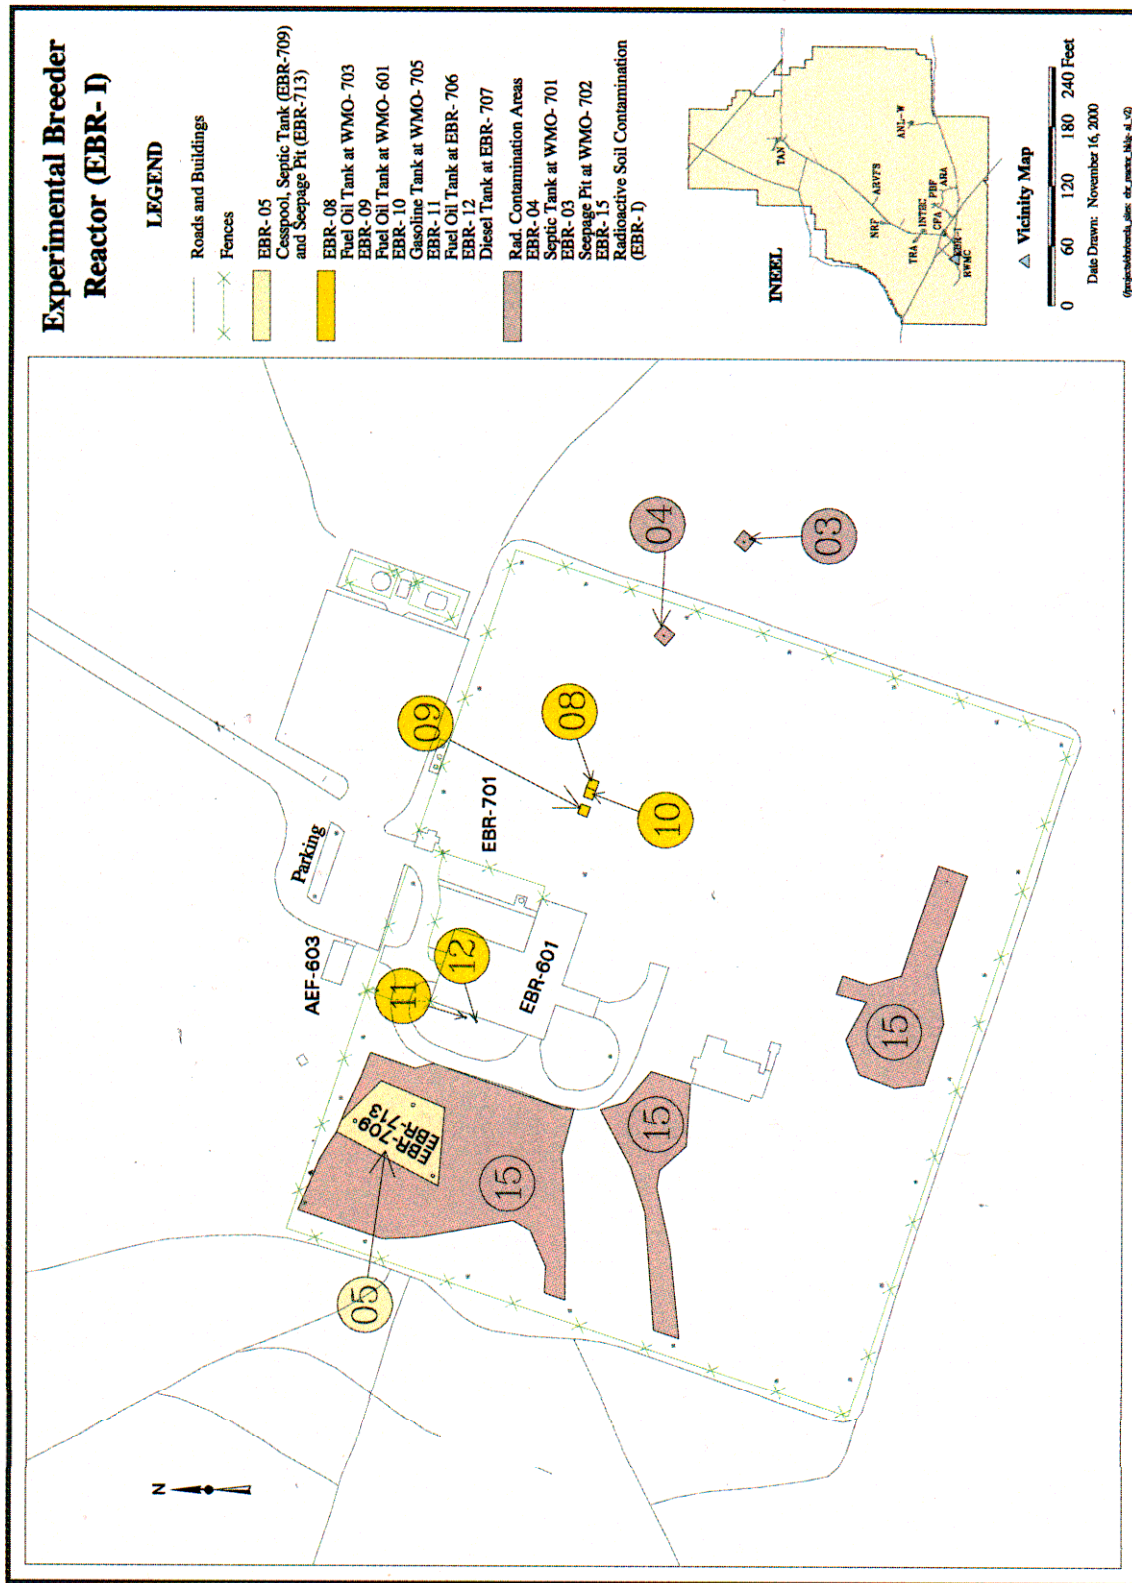 Experimental Breeder
Reactor (EBR- I)
LEGEND
Roads and Buildings
Fences
EBR- 05
Cesspool, Septic Tank (EBR-709)
and Seepage Pit (EBR-713)
EBR- 08
Fuel Oil Tank at WMO- 703
EBR- 09
Fuel Oil Tank at WMO- 601
EBR- 10
Gasoline Tank at WMO- 705
EBR- 11
Fuel Oil Tank at EBR- 706
EBR- 12
Diesel Tank at EBR- 707
Rad. Contamination Areas
EBR- 04
Septic Tank at WMO- 701
EBR- 03
Seepage Pit at WMO- 702
EBR- 15
Radioactive Soil Contamination
(EBR- I)
INEEL
TAN
ARVFS
ANL-W
NRF
INTEC
TRA
CFA
PBF
ARA
EBR-I
RWMC
Vicinity Map
0 60 120 180 240 Feet
Date Drawn: November 16, 2000
N
Parking
AEF-603
EBR-701
EBR-601
EBR-709
EBR-713
05
11
12
09
08
10
04
03
15
15
15